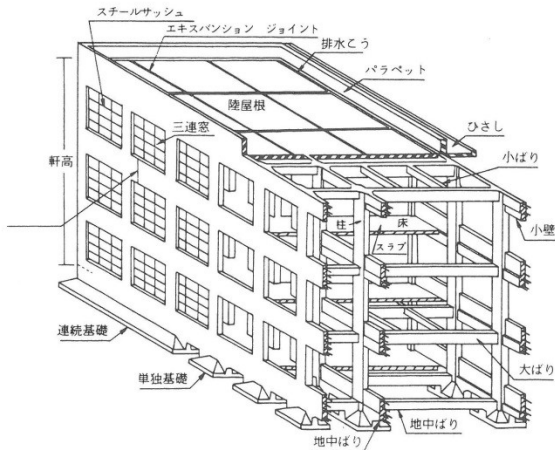 スチールサッシュ
エキスパンション ジョイント
排水こう
パラペット
陸屋根
三連窓
ひさし
軒高
小ばり
柱
床
スラブ
小壁
連続基礎
大ばり
単独基礎
地中ばり
地中ばり